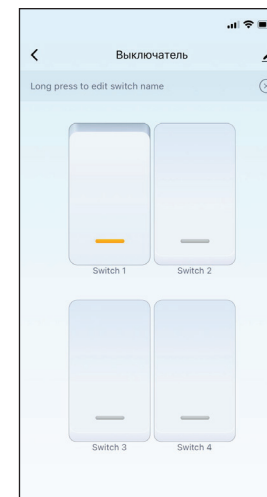 Выключатель
Long press to edit switch name
Switch 1
Switch 2
Switch 3
Switch 4